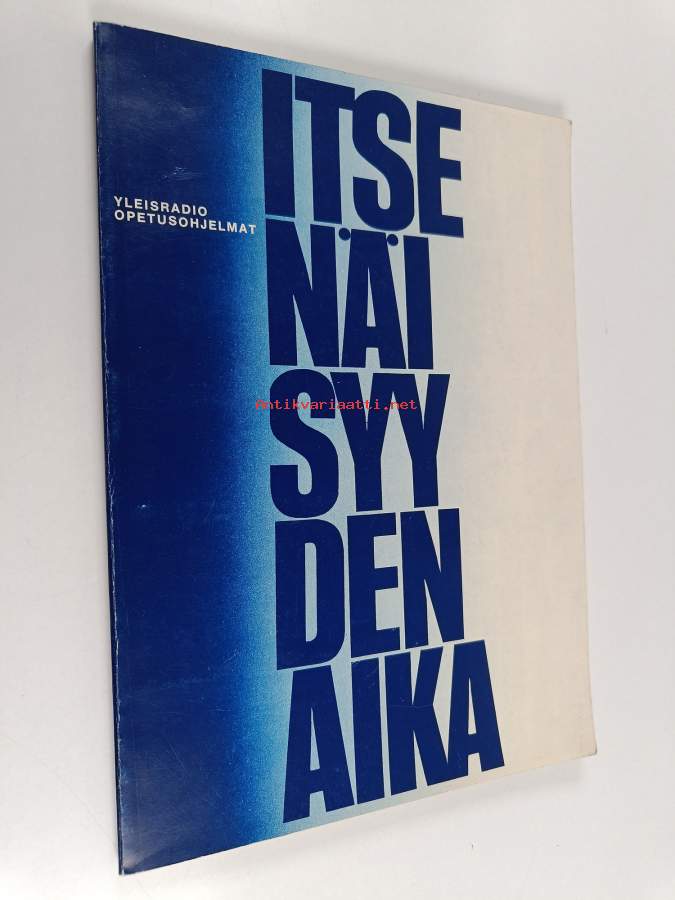 YLEISRADIO
OPETUSOHJELMAT
ITSE
NÄI
SYY
DEN
AIKA
Antikvariaatti.net